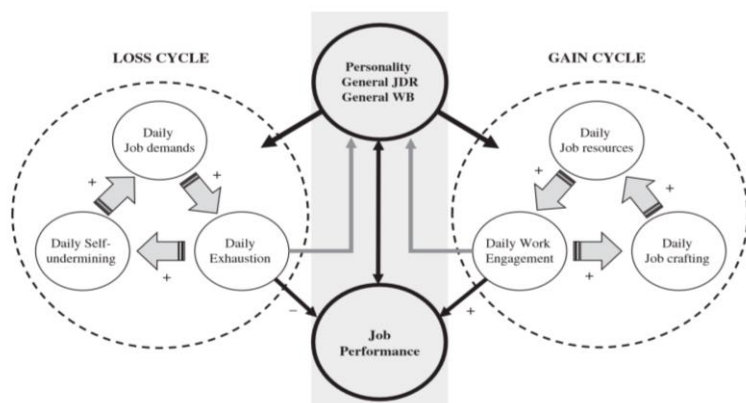 LOSS CYCLE
Personality
General JDR
General WB
GAIN CYCLE
Daily
Job demands
Daily
Job resources
+
+
+
+
Daily Self-
undermining
Daily
Exhaustion
Daily Work
Engagement
Daily
Job crafting
+
+
–
+
Job
Performance